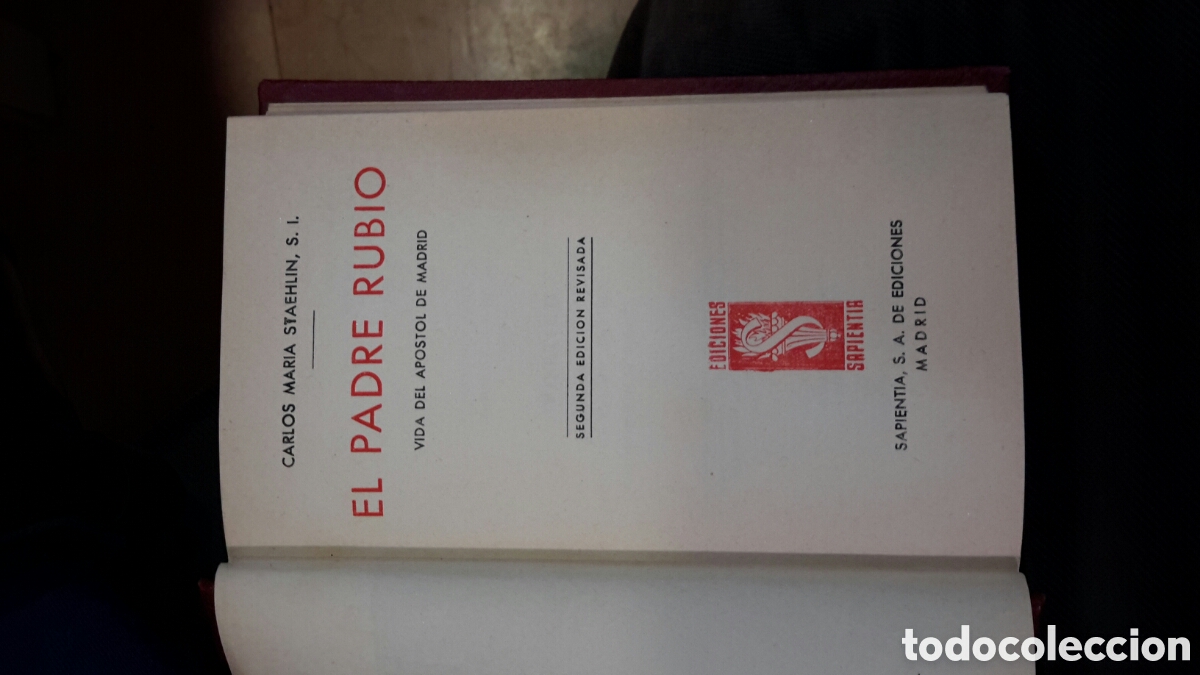 CARLOS MARIA STAEHLIN, S. I.
EL PADRE RUBIO
VIDA DEL APOSTOL DE MADRID
SEGUNDA EDICION REVISADA
EDICIONES
SAPIENTIA
SAPIENTIA, S. A. DE EDICIONES
MADRID
todocoleccion